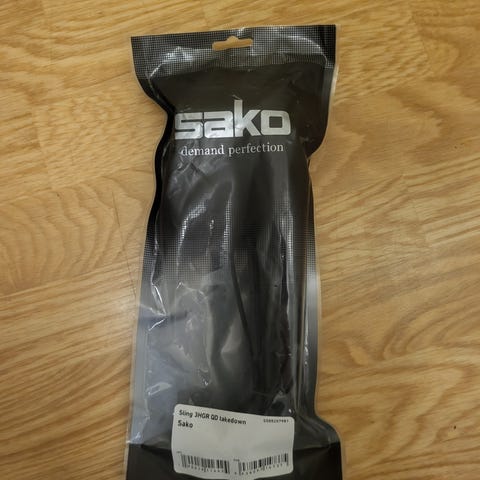 sako
demand perfection
Sling 3HGR QD takedown
Sako